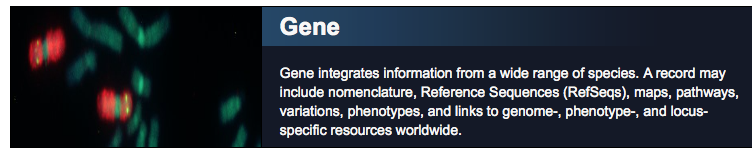 Gene
Gene integrates information from a wide range of species. A record may
include nomenclature, Reference Sequences (RefSeqs), maps, pathways,
variations, phenotypes, and links to genome-, phenotype-, and locus-
specific resources worldwide.